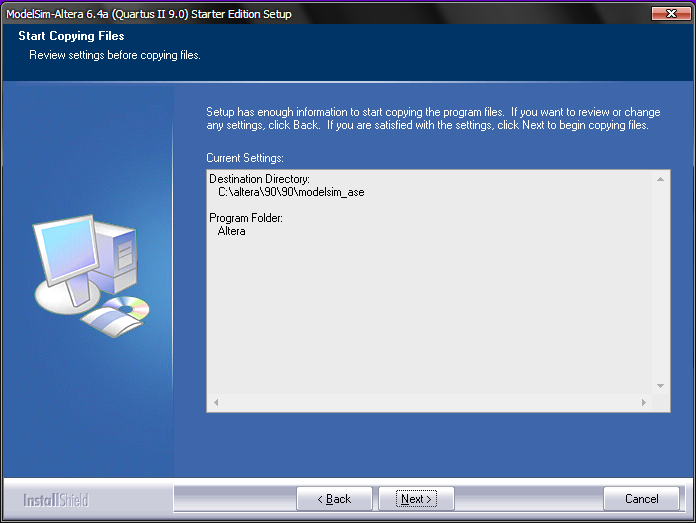 ModelSim-Altera 6.4a (Quartus II 9.0) Starter Edition Setup
Start Copying Files
Review settings before copying files.
Setup has enough information to start copying the program files.  If you want to review or change
any settings, click Back.  If you are satisfied with the settings, click Next to begin copying files.
Current Settings:
Destination Directory:
C:\altera\90\90\modelsim_ase
Program Folder:
Altera
InstallShield
< Back
Next >
Cancel